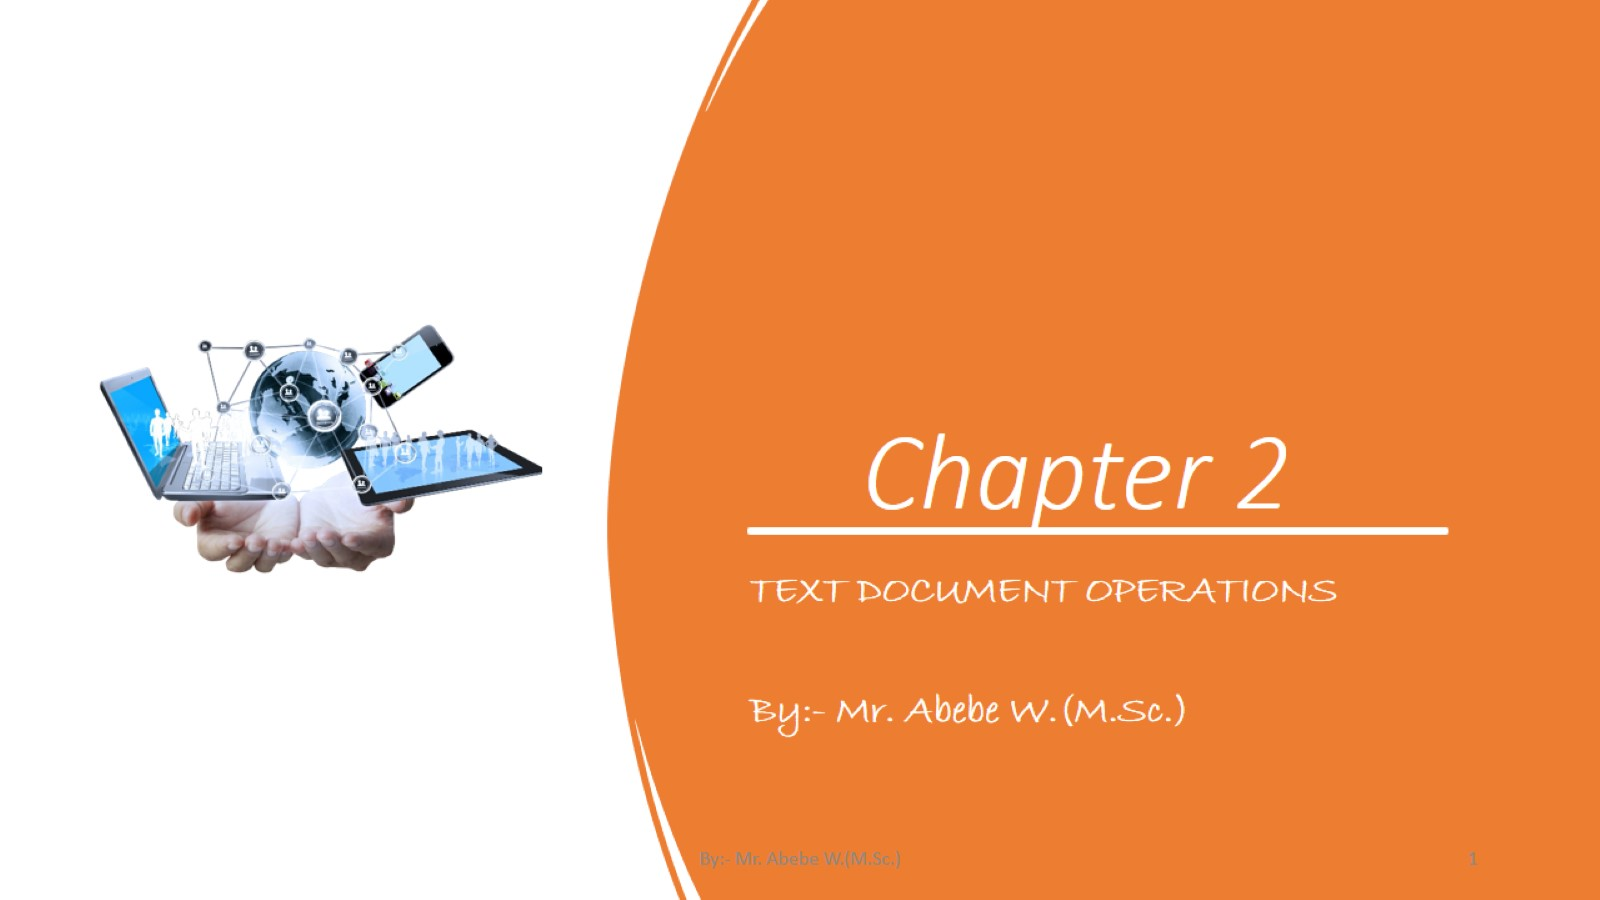 Chapter 2
TEXT DOCUMENT OPERATIONS
By:- Mr. Abebe W.(M.Sc.)
By:- Mr. Abebe W.(M.Sc.)
1